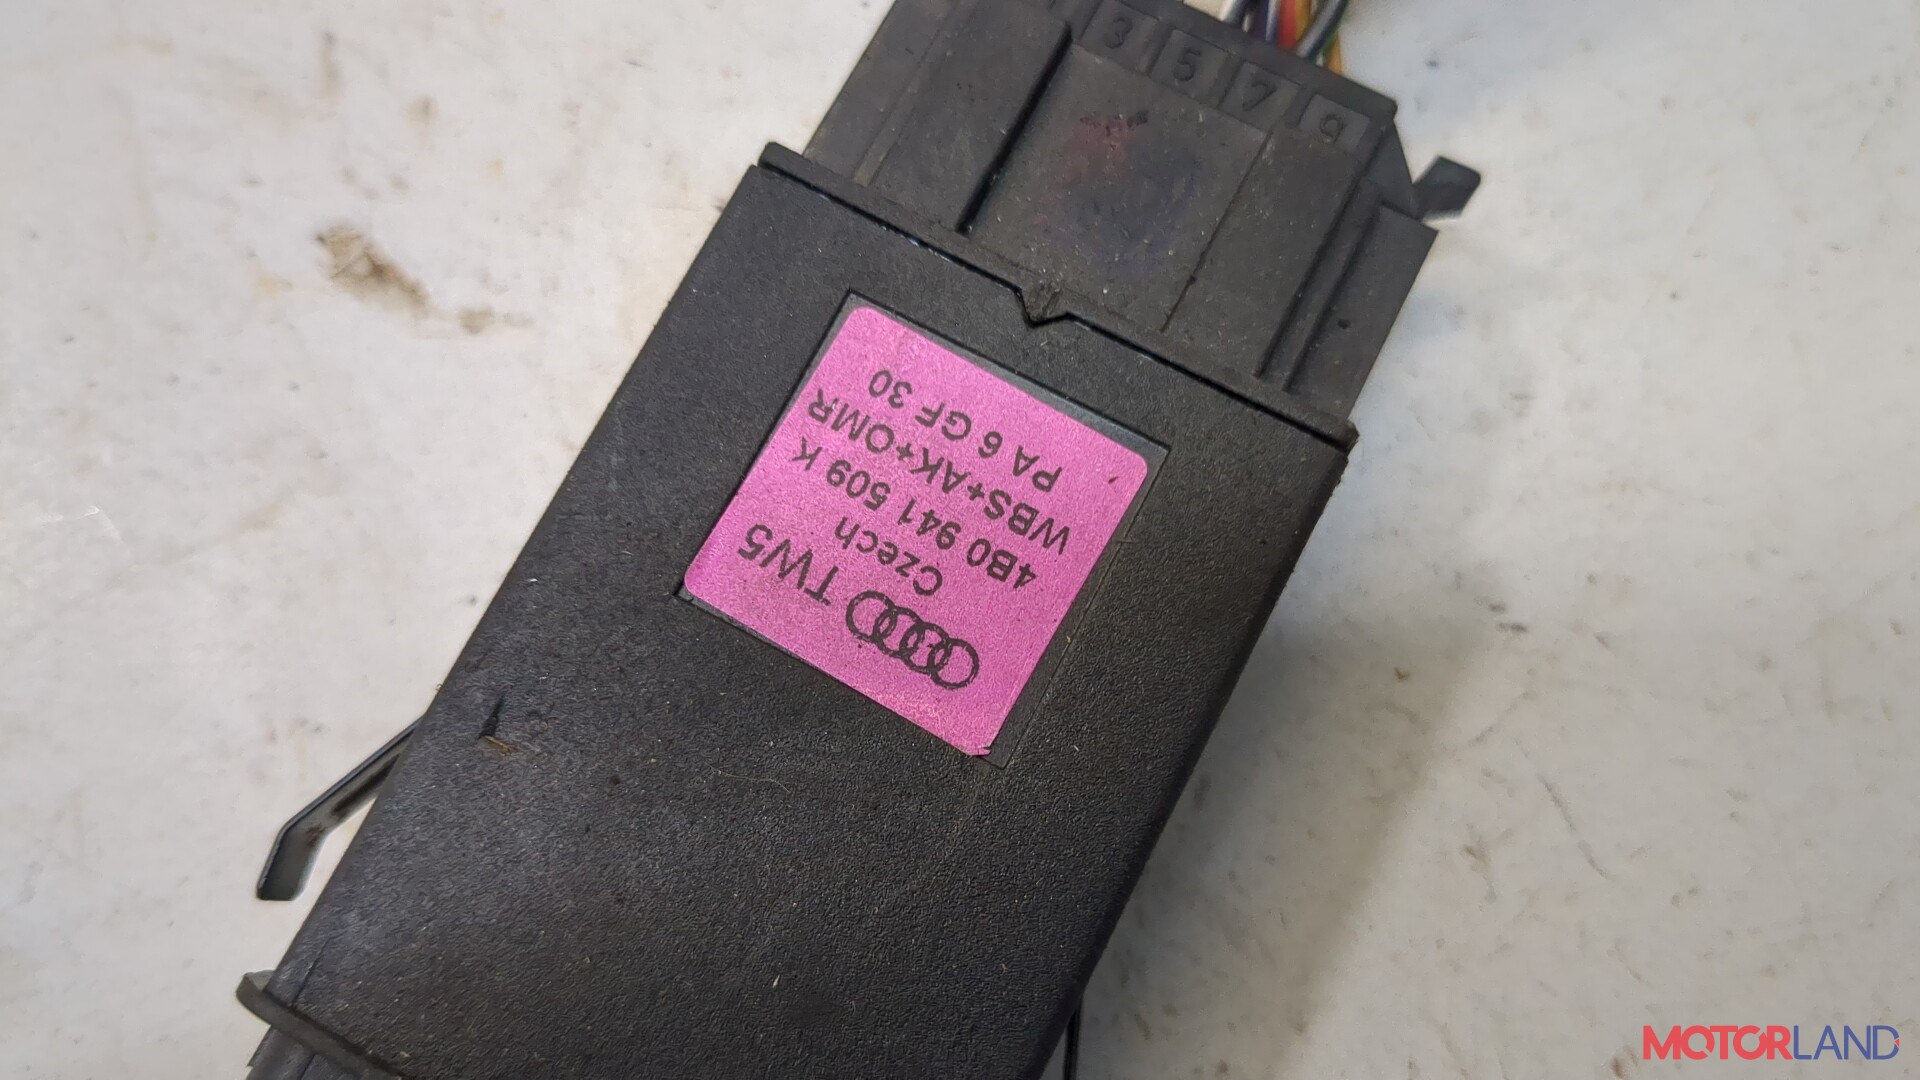 3 5 7 9
TW5
Czech
4B0 941 509 K
WBS+AK+OMR
PA 6 GF 30
MOTORLAND